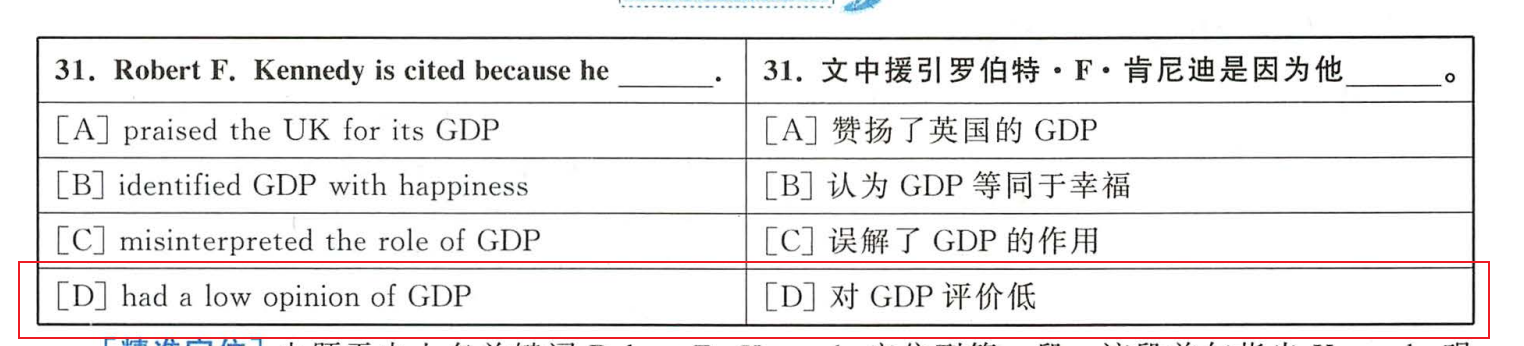 31. Robert F. Kennedy is cited because he ______.
31. 文中援引罗伯特·F·肯尼迪是因为他______。
[A] praised the UK for its GDP
[A] 赞扬了英国的 GDP
[B] identified GDP with happiness
[B] 认为 GDP 等同于幸福
[C] misinterpreted the role of GDP
[C] 误解了 GDP 的作用
[D] had a low opinion of GDP
[D] 对 GDP 评价低